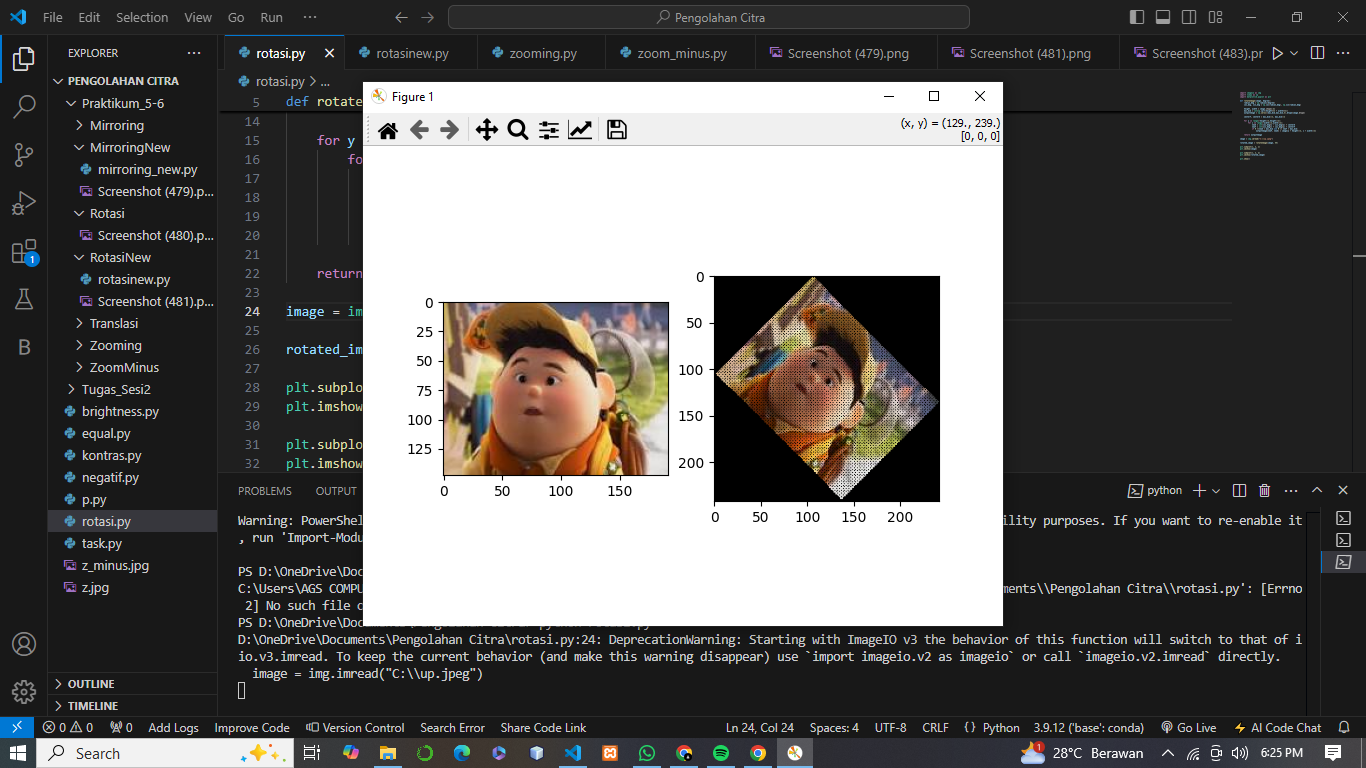 File Edit Selection View Go Run ··· Pengolahan Citra
EXPLORER ···
PENGOLAHAN CITRA
Praktikum_5-6
Mirroring
MirroringNew
mirroring_new.py
Screenshot (479).p...
Rotasi
Screenshot (480).p...
RotasiNew
rotasinew.py
Screenshot (481).p...
Translasi
Zooming
ZoomMinus
Tugas_Sesi2
brightness.py
equal.py
kontras.py
negatif.py
p.py
rotasi.py
task.py
z_minus.jpg
z.jpg
OUTLINE
TIMELINE
1
B
rotasi.py rotasinew.py zooming.py zoom_minus.py Screenshot (479).png Screenshot (481).png Screenshot (483).pr
rotasi.py > ...
5 def rotate
14
15 for y
16 fo
17
18
19
20
21
22 return
23
24 image = im
25
26 rotated_im
27
28 plt.subplo
29 plt.imshow
30
31 plt.subplo
32 plt.imshow
Figure 1
(x, y) = (129., 239.)
[0, 0, 0]
0
25
50
75
100
125
0 50 100 150
0
50
100
150
200
0 50 100 150 200
PROBLEMS OUTPUT
python
Warning: PowerShel
ility purposes. If you want to re-enable it
, run 'Import-Modu
PS D:\OneDrive\Doc
C:\Users\AGS COMPU
ments\\Pengolahan Citra\\rotasi.py': [Errno
2] No such file o
PS D:\OneDrive\Docu
D:\OneDrive\Documents\Pengolahan Citra\rotasi.py:24: DeprecationWarning: Starting with ImageIO v3 the behavior of this function will switch to that of i
io.v3.imread. To keep the current behavior (and make this warning disappear) use `import imageio.v2 as imageio` or call `imageio.v2.imread` directly.
image = img.imread("C:\\up.jpeg")
0 0 0 Add Logs Improve Code Version Control Search Error Share Code Link Ln 24, Col 24 Spaces: 4 UTF-8 CRLF {} Python 3.9.12 ('base': conda) Go Live AI Code Chat
Search 1 28°C Berawan 6:25 PM